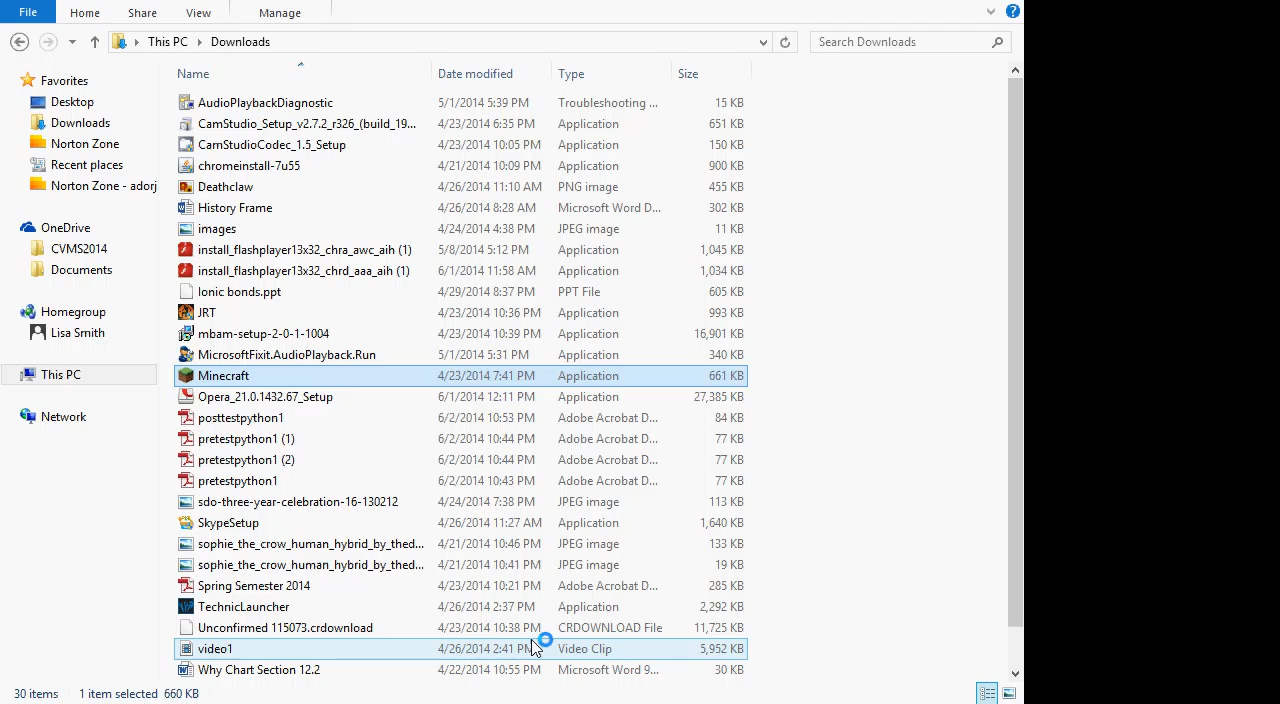 File Home Share View Manage
This PC Downloads Search Downloads
Name Date modified Type Size
Favorites
Desktop
Downloads
Norton Zone
Recent places
Norton Zone - adorj
OneDrive
CVMS2014
Documents
Homegroup
Lisa Smith
This PC
Network
AudioPlaybackDiagnostic 5/1/2014 5:39 PM Troubleshooting ... 15 KB
CamStudio_Setup_v2.7.2_r326_(build_19... 4/23/2014 6:35 PM Application 651 KB
CamStudioCodec_1.5_Setup 4/23/2014 10:05 PM Application 150 KB
chromeinstall-7u55 4/21/2014 10:09 PM Application 900 KB
Deathclaw 4/26/2014 11:10 AM PNG image 455 KB
History Frame 4/26/2014 8:28 AM Microsoft Word D... 302 KB
images 4/24/2014 4:38 PM JPEG image 11 KB
install_flashplayer13x32_chra_awc_aih (1) 5/8/2014 5:12 PM Application 1,045 KB
install_flashplayer13x32_chrd_aaa_aih (1) 6/1/2014 11:58 AM Application 1,034 KB
Ionic bonds.ppt 4/29/2014 8:37 PM PPT File 605 KB
JRT 4/23/2014 10:36 PM Application 993 KB
mbam-setup-2-0-1-1004 4/23/2014 10:39 PM Application 16,901 KB
MicrosoftFixit.AudioPlayback.Run 5/1/2014 5:31 PM Application 340 KB
Minecraft 4/23/2014 7:41 PM Application 661 KB
Opera_21.0.1432.67_Setup 6/1/2014 12:11 PM Application 27,385 KB
posttestpython1 6/2/2014 10:53 PM Adobe Acrobat D... 84 KB
pretestpython1 (1) 6/2/2014 10:44 PM Adobe Acrobat D... 77 KB
pretestpython1 (2) 6/2/2014 10:44 PM Adobe Acrobat D... 77 KB
pretestpython1 6/2/2014 10:43 PM Adobe Acrobat D... 77 KB
sdo-three-year-celebration-16-130212 4/24/2014 7:38 PM JPEG image 113 KB
SkypeSetup 4/26/2014 11:27 AM Application 1,640 KB
sophie_the_crow_human_hybrid_by_thed... 4/21/2014 10:46 PM JPEG image 133 KB
sophie_the_crow_human_hybrid_by_thed... 4/21/2014 10:41 PM JPEG image 19 KB
Spring Semester 2014 4/23/2014 10:21 PM Adobe Acrobat D... 285 KB
TechnicLauncher 4/26/2014 2:37 PM Application 2,292 KB
Unconfirmed 115073.crdownload 4/23/2014 10:38 PM CRDOWNLOAD File 11,725 KB
video1 4/26/2014 2:41 PM Video Clip 5,952 KB
Why Chart Section 12.2 4/22/2014 10:55 PM Microsoft Word 9... 30 KB
30 items 1 item selected 660 KB